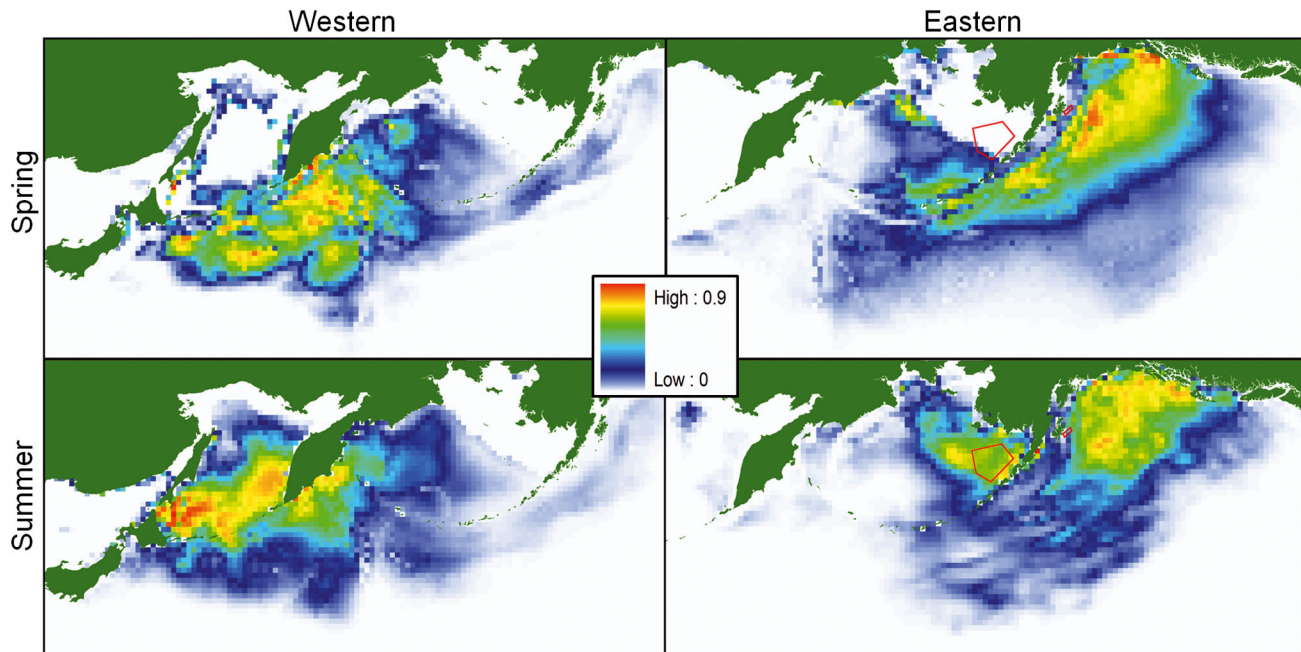 Western
Eastern
Spring
High : 0.9
Low : 0
Summer